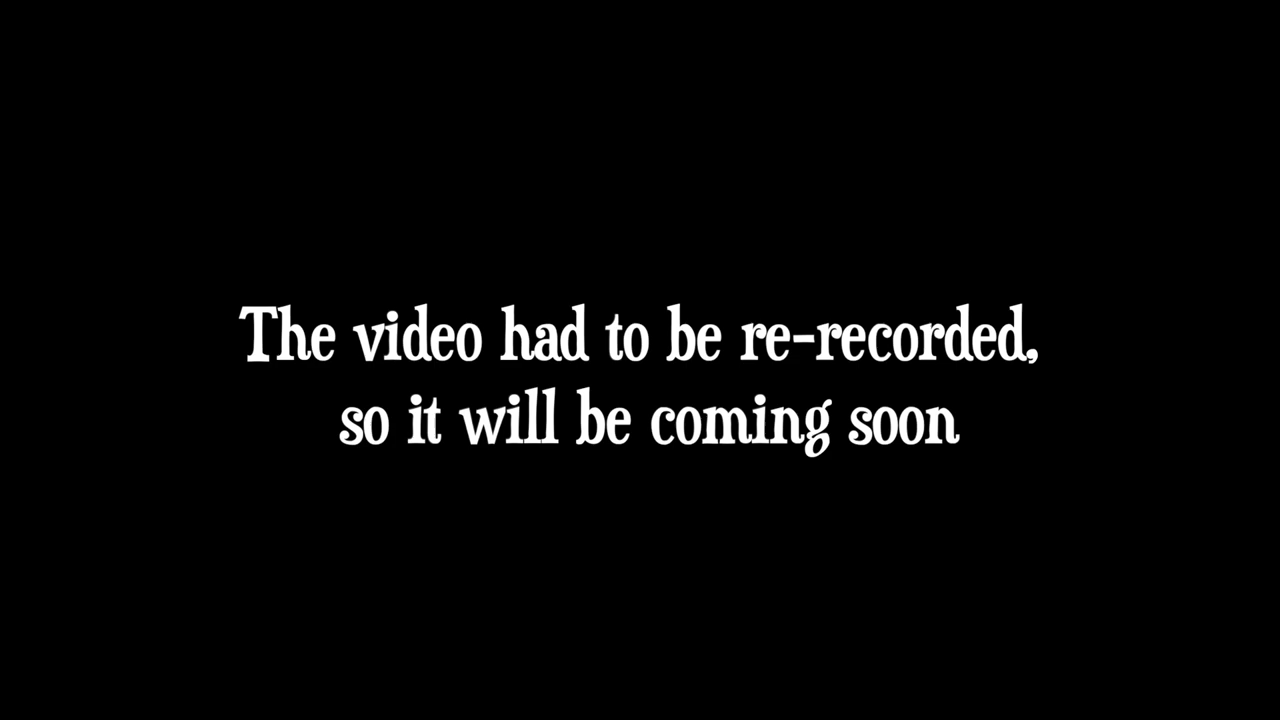 The video had to be re-recorded,
so it will be coming soon